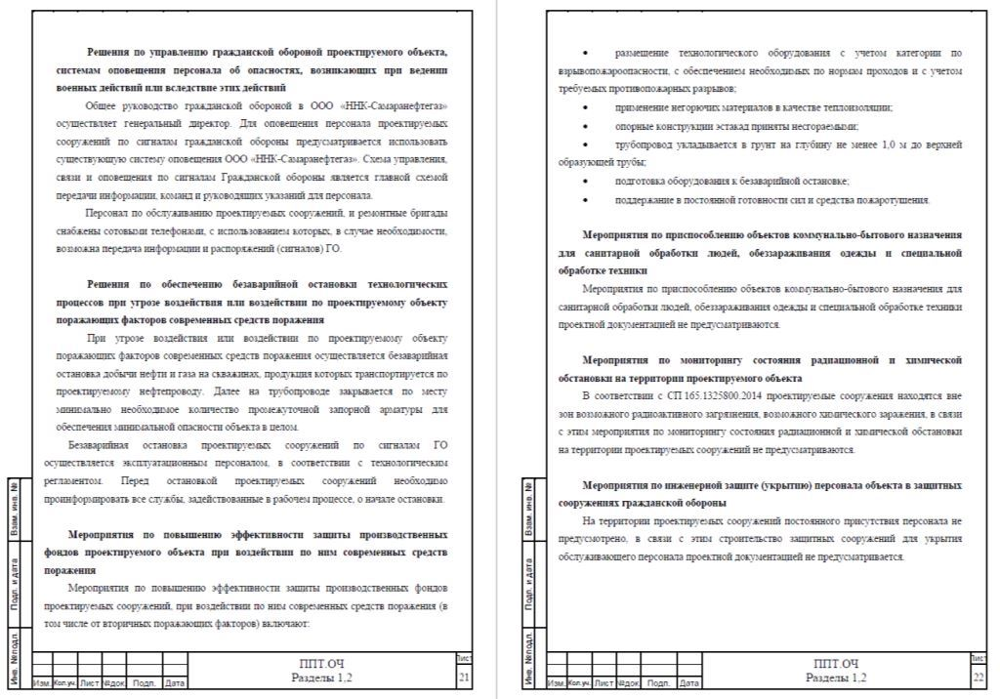 Решения по управлению гражданской обороной проектируемого объекта,
системам оповещения персонала об опасностях, возникающих при ведении
военных действий или вследствие этих действий
Общее руководство гражданской обороной в ООО «ННК-Самаранефтегаз»
осуществляет генеральный директор. Для оповещения персонала проектируемых
сооружений по сигналам гражданской обороны предусматривается использовать
существующую систему оповещения ООО «ННК-Самаранефтегаз». Схема управления,
связи и оповещения по сигналам Гражданской обороны является главной схемой
передачи информации, команд и руководящих указаний для персонала.
Персонал по обслуживанию проектируемых сооружений, и ремонтные бригады
снабжены сотовыми телефонами, с использованием которых, в случае необходимости,
возможна передача информации и распоряжений (сигналов) ГО.
Решения по обеспечению безаварийной остановки технологических
процессов при угрозе воздействия или воздействии по проектируемому объекту
поражающих факторов современных средств поражения
При угрозе воздействия или воздействии по проектируемому объекту
поражающих факторов современных средств поражения осуществляется безаварийная
остановка добычи нефти и газа на скважинах, продукция которых транспортируется по
проектируемому нефтепроводу. Далее на трубопроводе закрывается по месту
минимально необходимое количество промежуточной запорной арматуры для
обеспечения минимальной опасности объекта в целом.
Безаварийная остановка проектируемых сооружений по сигналам ГО
осуществляется эксплуатационным персоналом, в соответствии с технологическим
регламентом. Перед остановкой проектируемых сооружений необходимо
проинформировать все службы, задействованные в рабочем процессе, о начале остановки.
Мероприятия по повышению эффективности защиты производственных
фондов проектируемого объекта при воздействии по ним современных средств
поражения
Мероприятия по повышению эффективности защиты производственных фондов
проектируемых сооружений, при воздействии по ним современных средств поражения (в
том числе от вторичных поражающих факторов) включают:
Взам. инв. №
Подп. и дата
Инв. №подл.
Изм. Кол.уч. Лист №док. Подп. Дата
ППТ.ОЧ
Разделы 1,2
Лист
21
• размещение технологического оборудования с учетом категории по
взрывопожароопасности, с обеспечением необходимых по нормам проходов и с учетом
требуемых противопожарных разрывов;
• применение негорючих материалов в качестве теплоизоляции;
• опорные конструкции эстакад приняты несгораемыми;
• трубопровод укладывается в грунт на глубину не менее 1,0 м до верхней
образующей трубы;
• подготовка оборудования к безаварийной остановке;
• поддержание в постоянной готовности сил и средства пожаротушения.
Мероприятия по приспособлению объектов коммунально-бытового назначения
для санитарной обработки людей, обеззараживания одежды и специальной
обработке техники
Мероприятия по приспособлению объектов коммунально-бытового назначения для
санитарной обработки людей, обеззараживания одежды и специальной обработке техники
проектной документацией не предусматриваются.
Мероприятия по мониторингу состояния радиационной и химической
обстановки на территории проектируемого объекта
В соответствии с СП 165.1325800.2014 проектируемые сооружения находятся вне
зон возможного радиоактивного загрязнения, возможного химического заражения, в связи
с этим мероприятия по мониторингу состояния радиационной и химической обстановки
на территории проектируемых сооружений не предусматриваются.
Мероприятия по инженерной защите (укрытию) персонала объекта в защитных
сооружениях гражданской обороны
На территории проектируемых сооружений постоянного присутствия персонала не
предусмотрено, в связи с этим строительство защитных сооружений для укрытия
обслуживающего персонала проектной документацией не предусматривается.
Взам. инв. №
Подп. и дата
Инв. №подл.
Изм. Кол.уч. Лист №док. Подп. Дата
ППТ.ОЧ
Разделы 1,2
Лист
22